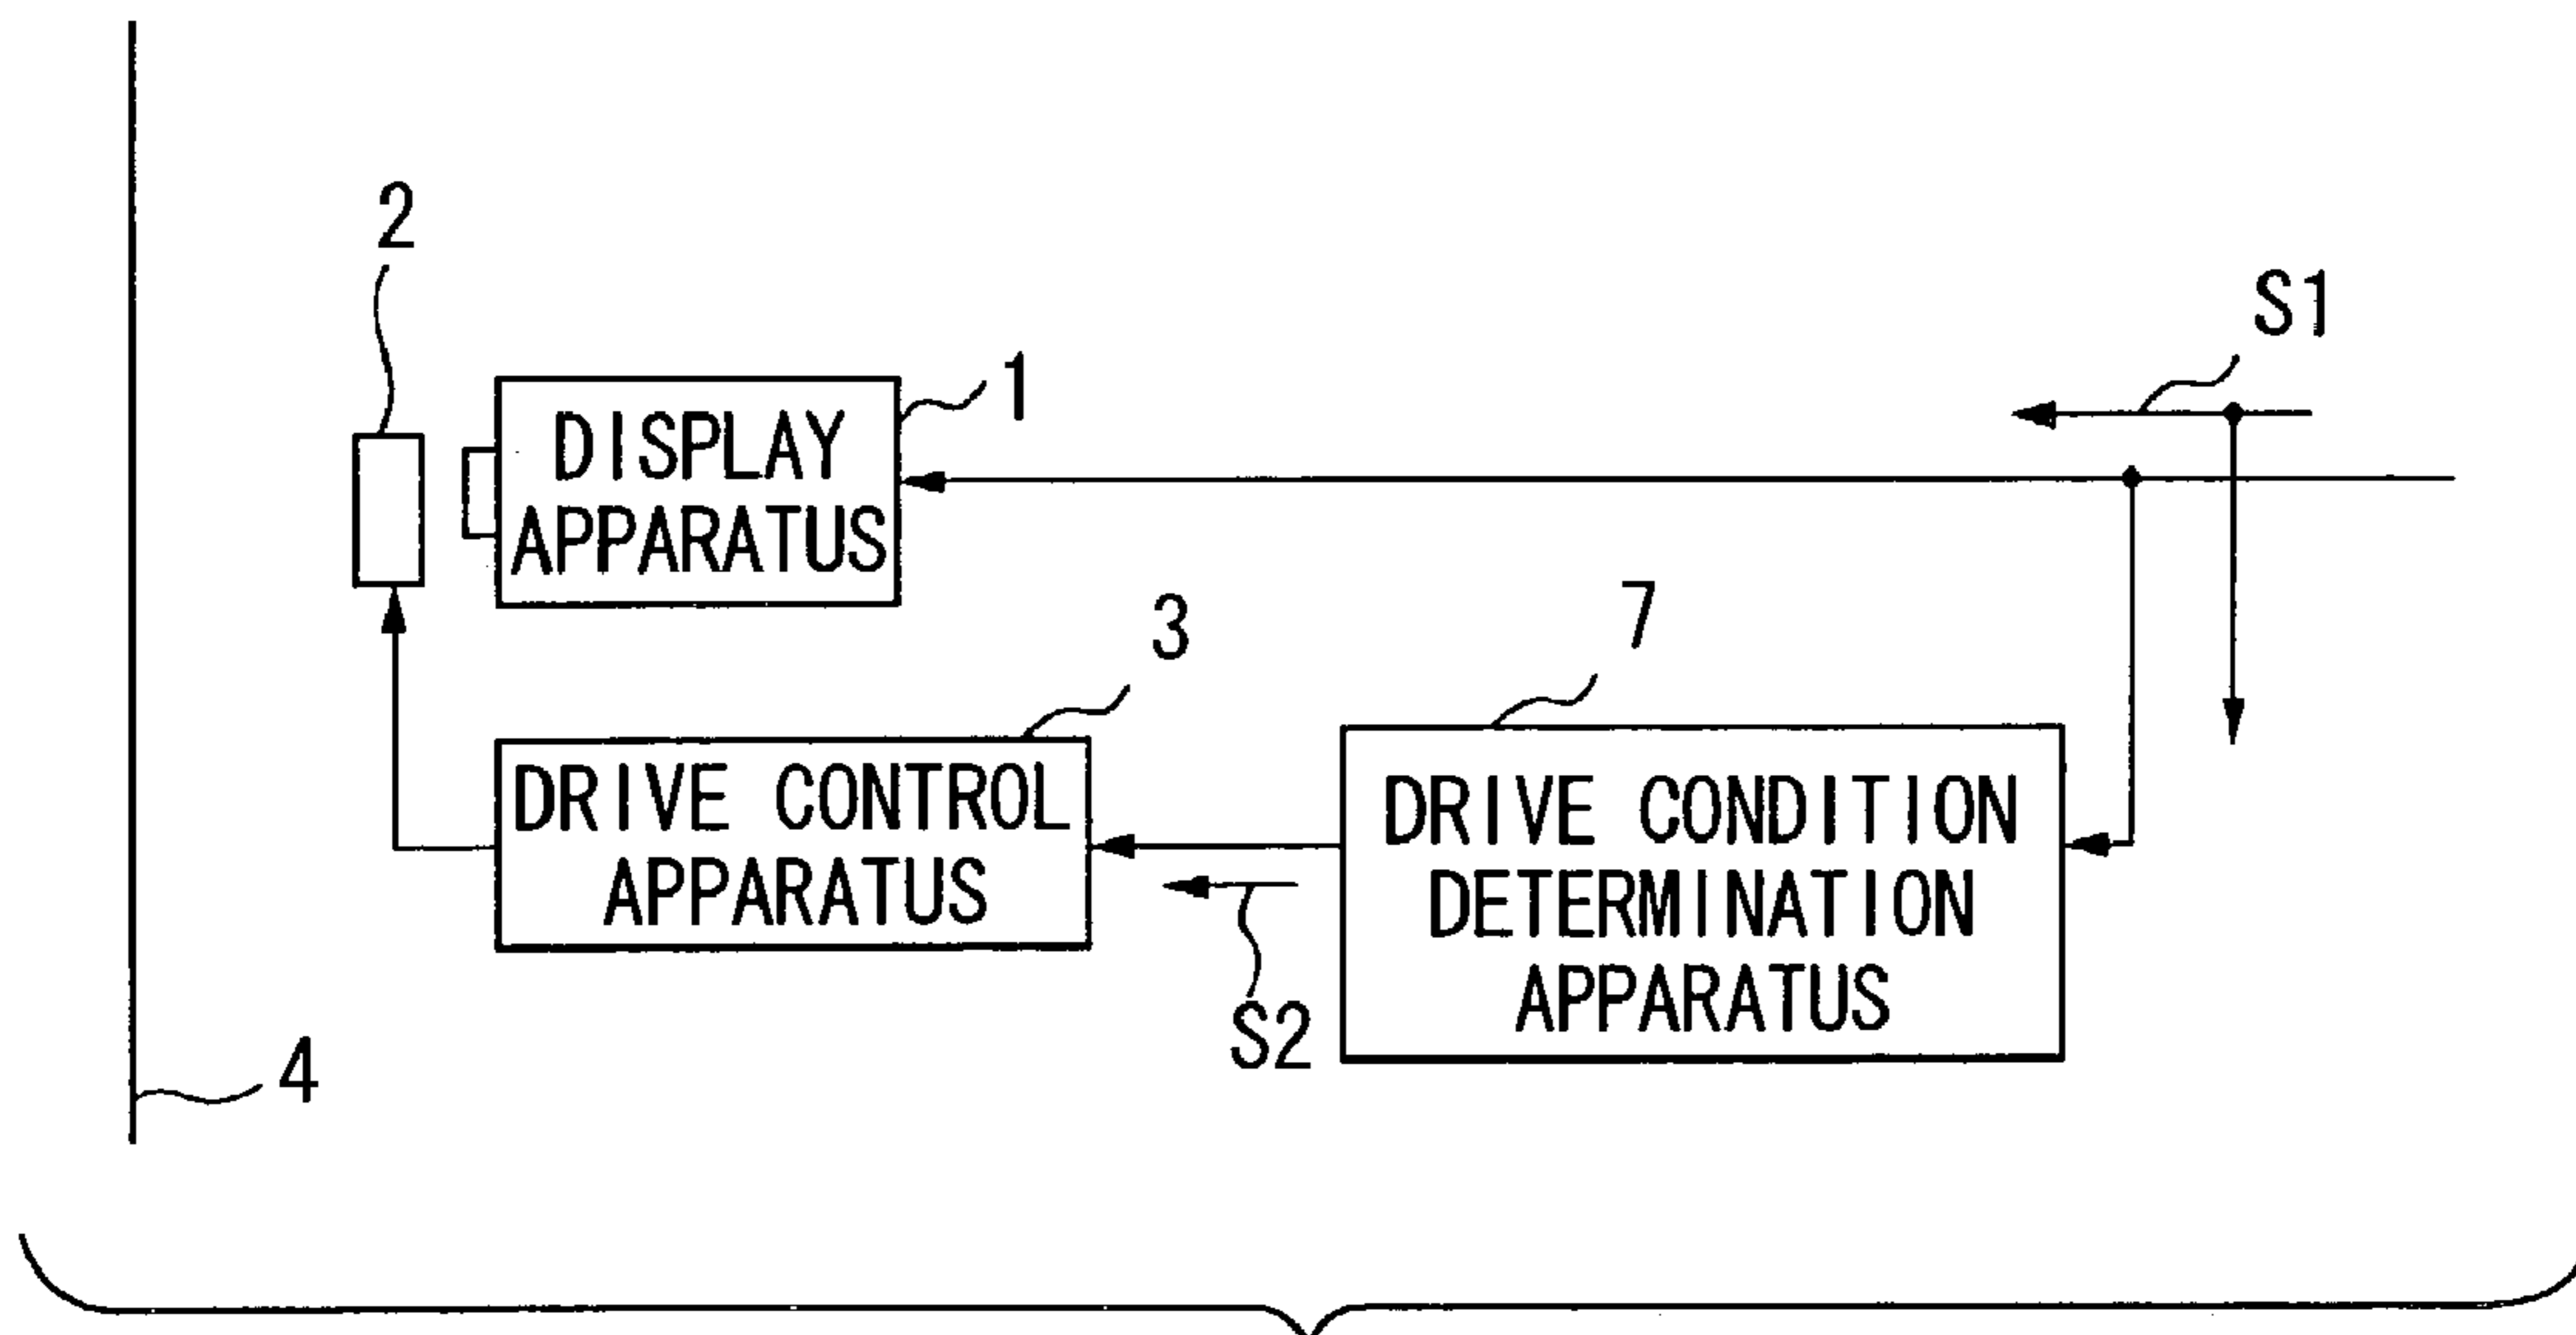 2
S1
1
DISPLAY
APPARATUS
3
7
DRIVE CONTROL
APPARATUS
DRIVE CONDITION
DETERMINATION
APPARATUS
S2
4